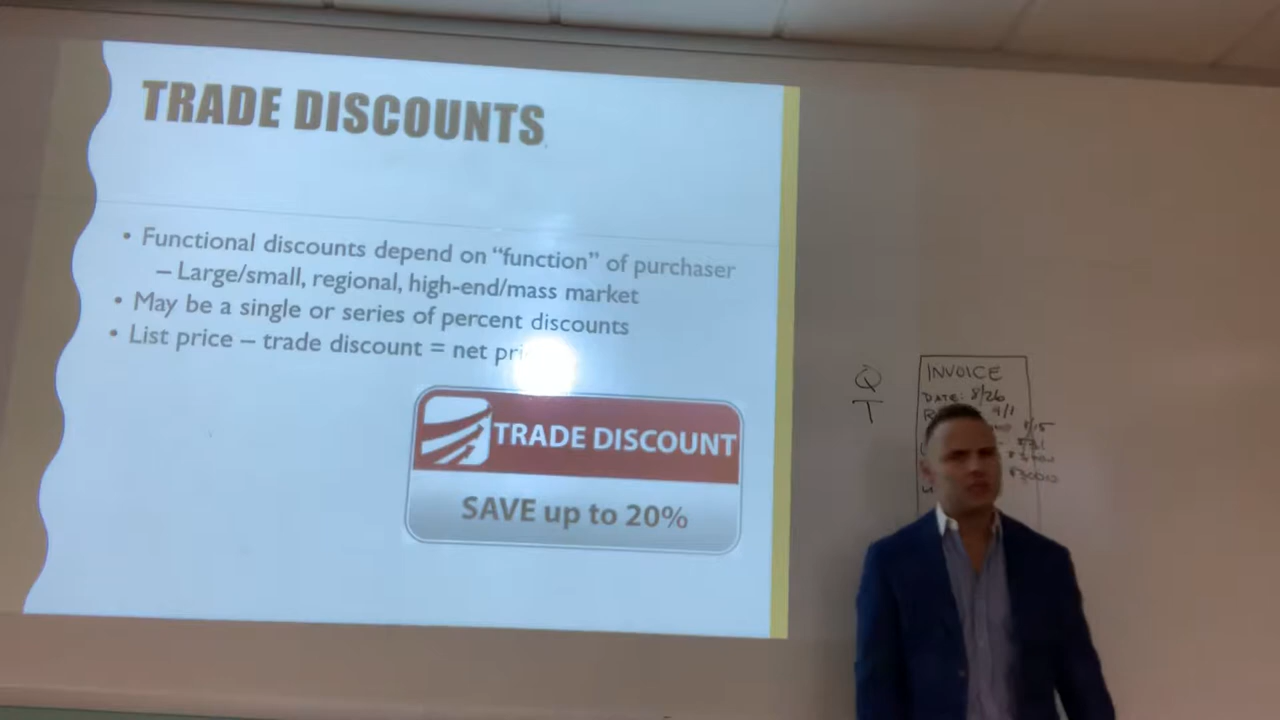 TRADE DISCOUNTS
• Functional discounts depend on “function” of purchaser
– Large/small, regional, high-end/mass market
• May be a single or series of percent discounts
• List price – trade discount = net
TRADE DISCOUNT
SAVE up to 20%
Q
T
INVOICE
DATE: 8/26
9/1